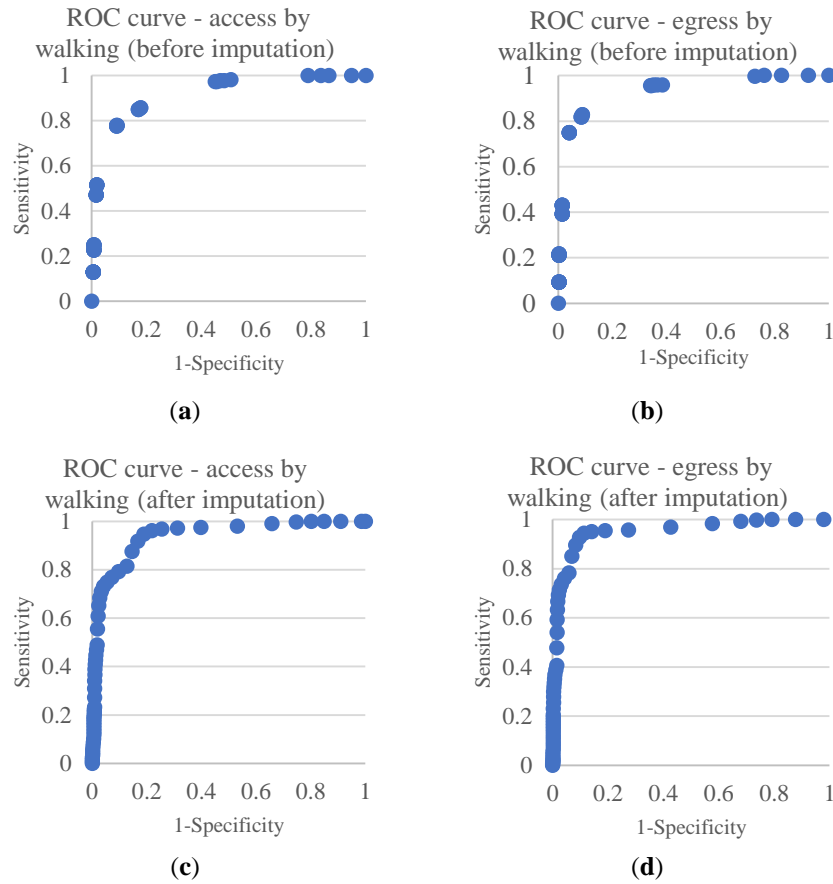 ROC curve - access by
walking (before imputation)
1
0.8
0.6
0.4
0.2
0
Sensitivity
0 0.2 0.4 0.6 0.8 1
1-Specificity
(a)
ROC curve - egress by
walking (before imputation)
1
0.8
0.6
0.4
0.2
0
Sensitivity
0 0.2 0.4 0.6 0.8 1
1-Specificity
(b)
ROC curve - access by
walking (after imputation)
1
0.8
0.6
0.4
0.2
0
Sensitivity
0 0.2 0.4 0.6 0.8 1
1-Specificity
(c)
ROC curve - egress by
walking (after imputation)
1
0.8
0.6
0.4
0.2
0
Sensitivity
0 0.2 0.4 0.6 0.8 1
1-Specificity
(d)